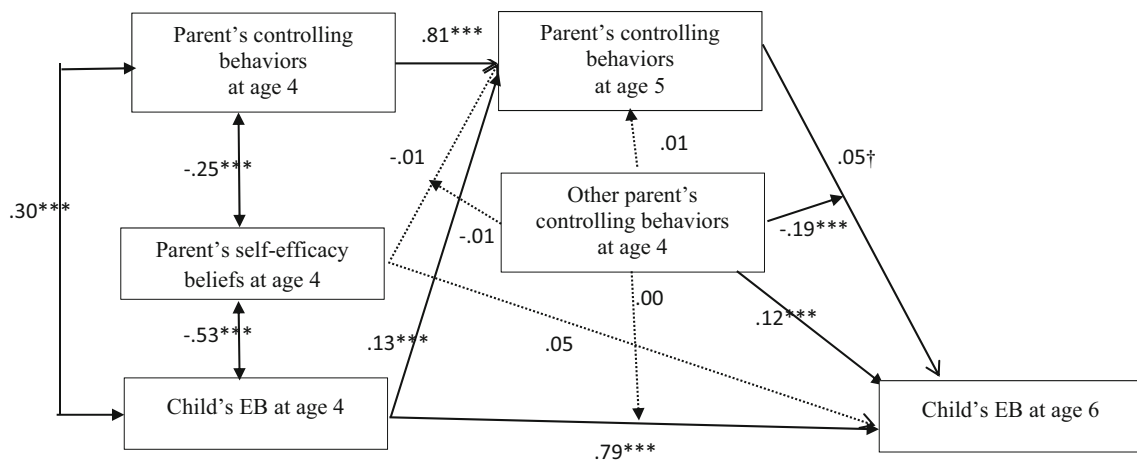 Parent's controlling
behaviors
at age 4
.81***
Parent's controlling
behaviors
at age 5
-.25***
-.01
.01
.05†
.30***
Other parent's
controlling behaviors
at age 4
-.01
-.19***
Parent's self-efficacy
beliefs at age 4
-.53***
.13***
.05
.00
.12***
Child's EB at age 4
.79***
Child's EB at age 6